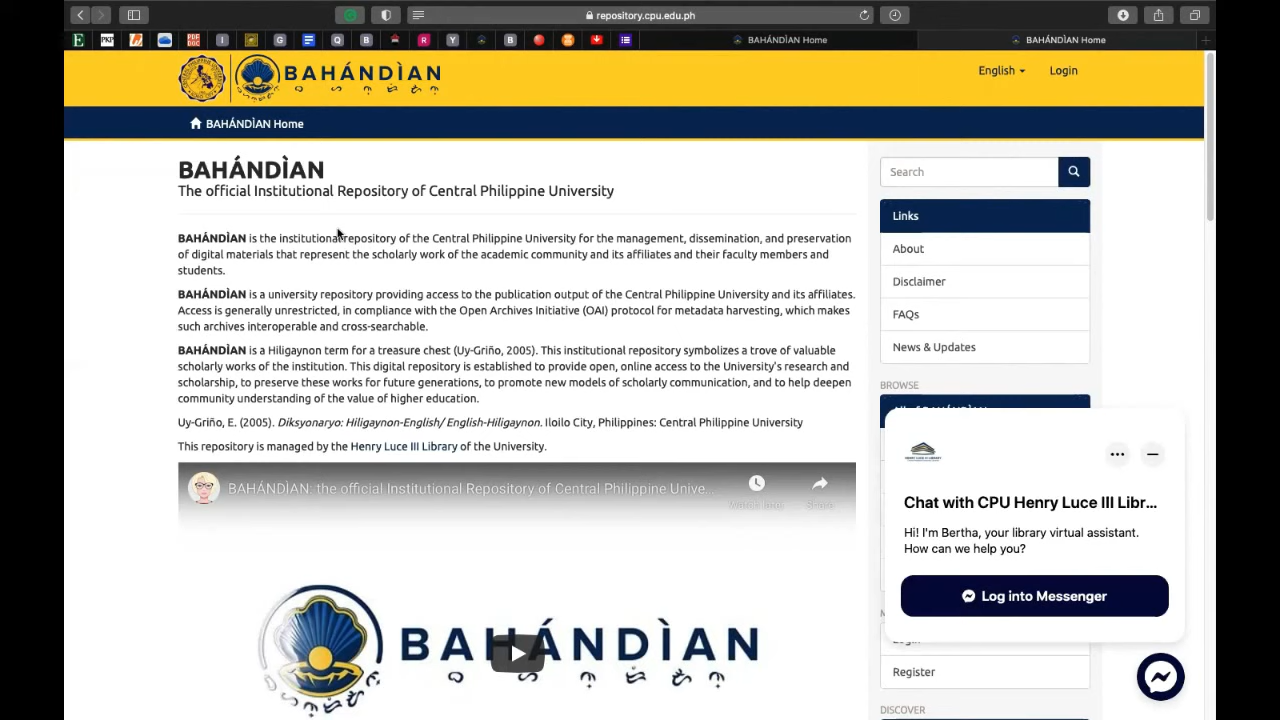 repository.cpu.edu.ph
BAHÁNDÌAN Home
BAHÁNDÌAN Home
BAHÁNDÌAN
English
Login
BAHÁNDÌAN Home
BAHÁNDÌAN
The official Institutional Repository of Central Philippine University
BAHÁNDÌAN is the institutional repository of the Central Philippine University for the management, dissemination, and preservation
of digital materials that represent the scholarly work of the academic community and its affiliates and their faculty members and
students.
BAHÁNDÌAN is a university repository providing access to the publication output of the Central Philippine University and its affiliates.
Access is generally unrestricted, in compliance with the Open Archives Initiative (OAI) protocol for metadata harvesting, which makes
such archives interoperable and cross-searchable.
BAHÁNDÌAN is a Hiligaynon term for a treasure chest (Uy-Griño, 2005). This institutional repository symbolizes a trove of valuable
scholarly works of the institution. This digital repository is established to provide open, online access to the University's research and
scholarship, to preserve these works for future generations, to promote new models of scholarly communication, and to help deepen
community understanding of the value of higher education.
Uy-Griño, E. (2005). Diksyonaryo: Hiligaynon-English/ English-Hiligaynon. Iloilo City, Philippines: Central Philippine University
This repository is managed by the Henry Luce III Library of the University.
BAHÁNDÌAN: the official Institutional Repository of Central Philippine Unive...
Share
BAHÁNDÌAN
Search
Links
About
Disclaimer
FAQs
News & Updates
BROWSE
Chat with CPU Henry Luce III Libr...
Hi! I'm Bertha, your library virtual assistant.
How can we help you?
Log into Messenger
Register
DISCOVER